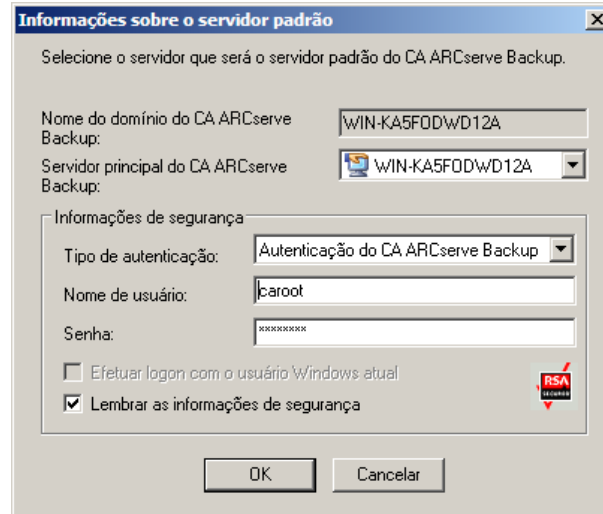 Informações sobre o servidor padrão
Selecione o servidor que será o servidor padrão do CA ARCserve Backup.
Nome do domínio do CA ARCserve
Backup:
WIN-KA5FODWD12A
Servidor principal do CA ARCserve
Backup:
WIN-KA5FODWD12A
Informações de segurança
Tipo de autenticação:
Autenticação do CA ARCserve Backup
Nome de usuário:
caroot
Senha:
********
Efetuar logon com o usuário Windows atual
Lembrar as informações de segurança
RSA
SECURED
OK
Cancelar